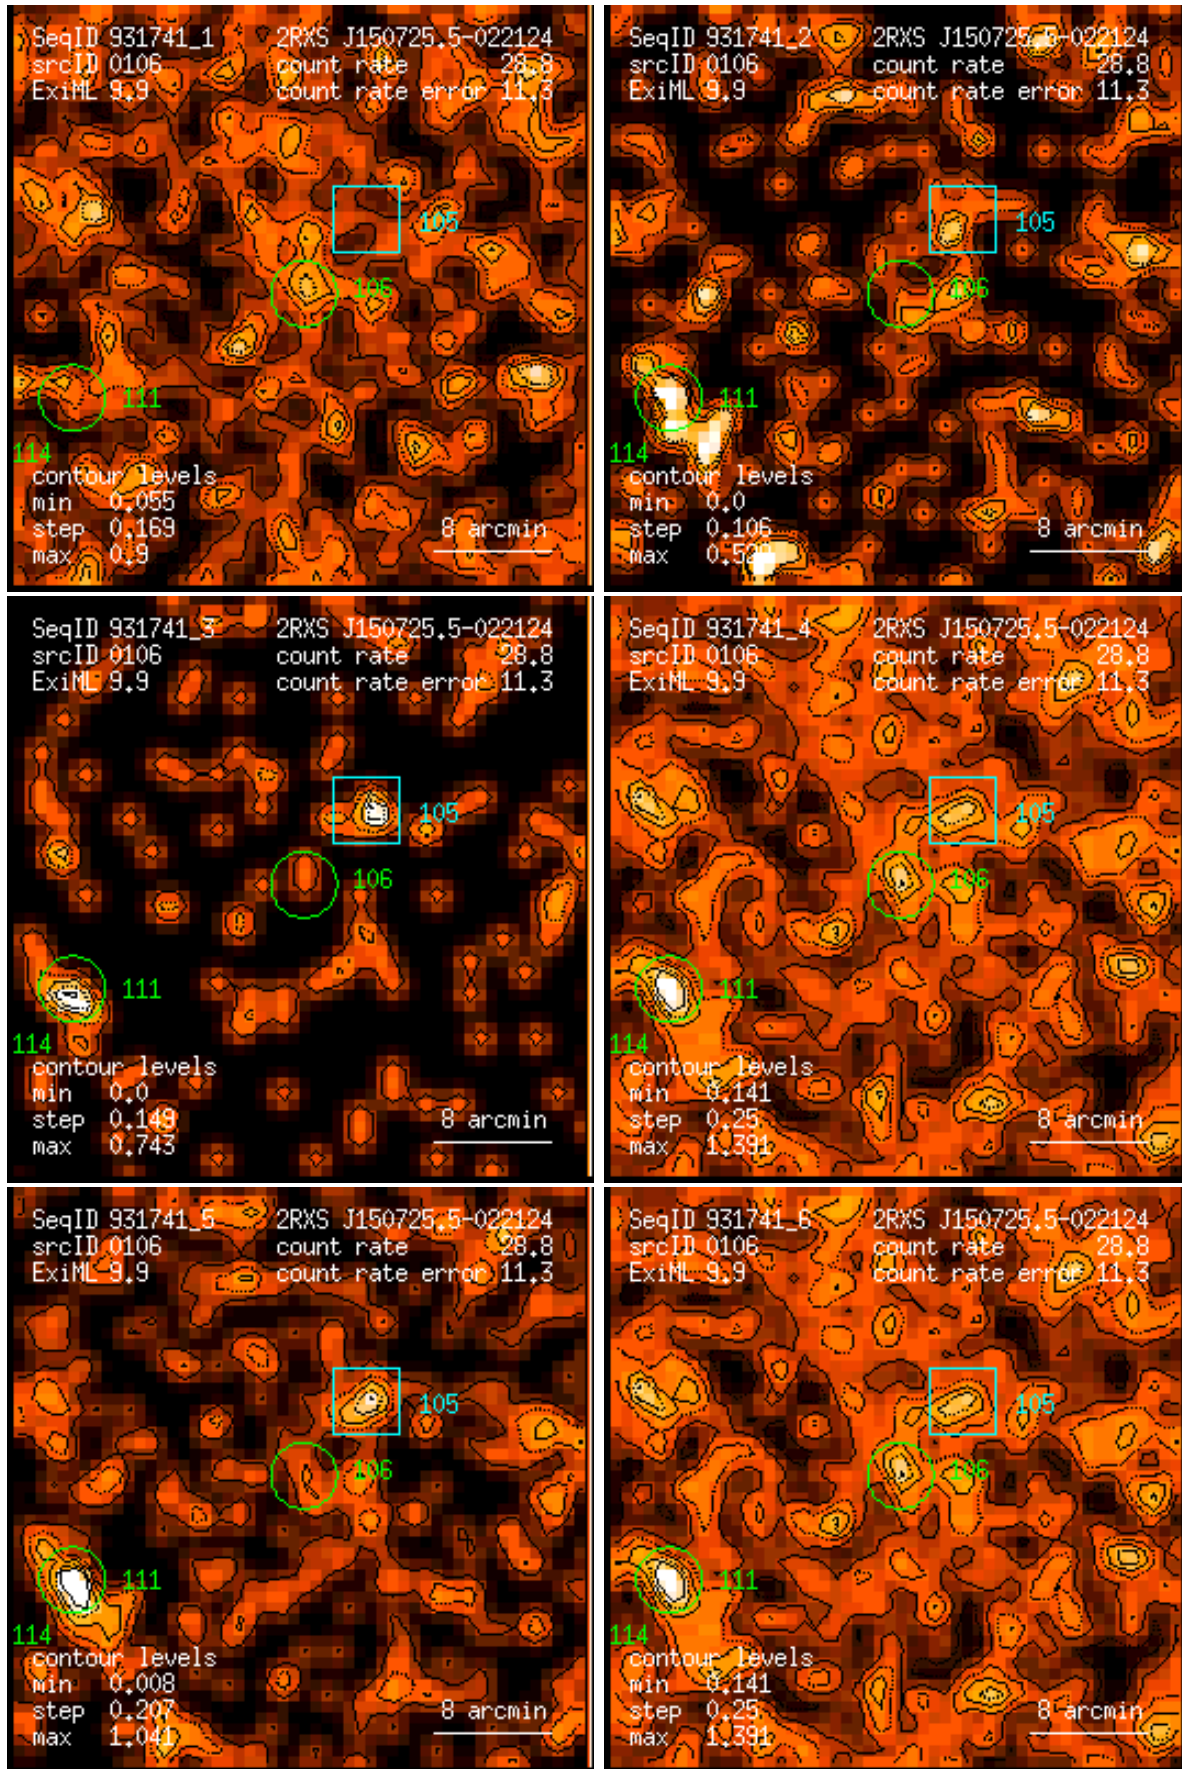 SeqID 931741_1 2RXS J150725.5-022124
srcID 0106 count rate 28.8
ExiML 9.9 count rate error 11.3
105
106
111
114
contour levels
min 0.055
step 0.169 8 arcmin
max 0.9
SeqID 931741_2 2RXS J150725.5-022124
srcID 0106 count rate 28.8
ExiML 9.9 count rate error 11.3
105
106
111
114
contour levels
min 0.0
step 0.106 8 arcmin
max
SeqID 931741_3 2RXS J150725.5-022124
srcID 0106 count rate 28.8
ExiML 9.9 count rate error 11.3
105
106
111
114
contour levels
min 0.0
step 0.149 8 arcmin
max 0.743
SeqID 931741_4 2RXS J150725.5-022124
srcID 0106 count rate 28.8
ExiML 9.9 count rate error 11.3
105
106
111
114
contour levels
min 0.141
step 0.25 8 arcmin
max 1.391
SeqID 931741_5 2RXS J150725.5-022124
srcID 0106 count rate 28.8
ExiML 9.9 count rate error 11.3
105
106
111
114
contour levels
min 0.008
step 0.207 8 arcmin
max 1.041
SeqID 931741_6 2RXS J150725.5-022124
srcID 0106 count rate 28.8
ExiML 9.9 count rate error 11.3
105
106
111
114
contour levels
min 0.141
step 0.25 8 arcmin
max 1.391